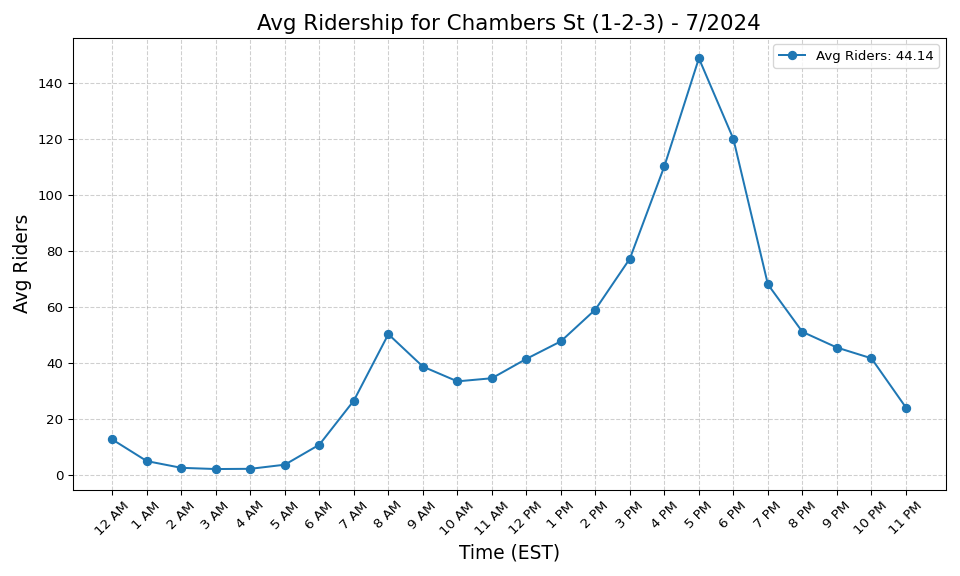 Avg Ridership for Chambers St (1-2-3) - 7/2024
Avg Riders: 44.14
Avg Riders
140
120
100
80
60
40
20
0
12 AM
1 AM
2 AM
3 AM
4 AM
5 AM
6 AM
7 AM
8 AM
9 AM
10 AM
11 AM
12 PM
1 PM
2 PM
3 PM
4 PM
5 PM
6 PM
7 PM
8 PM
9 PM
10 PM
11 PM
Time (EST)